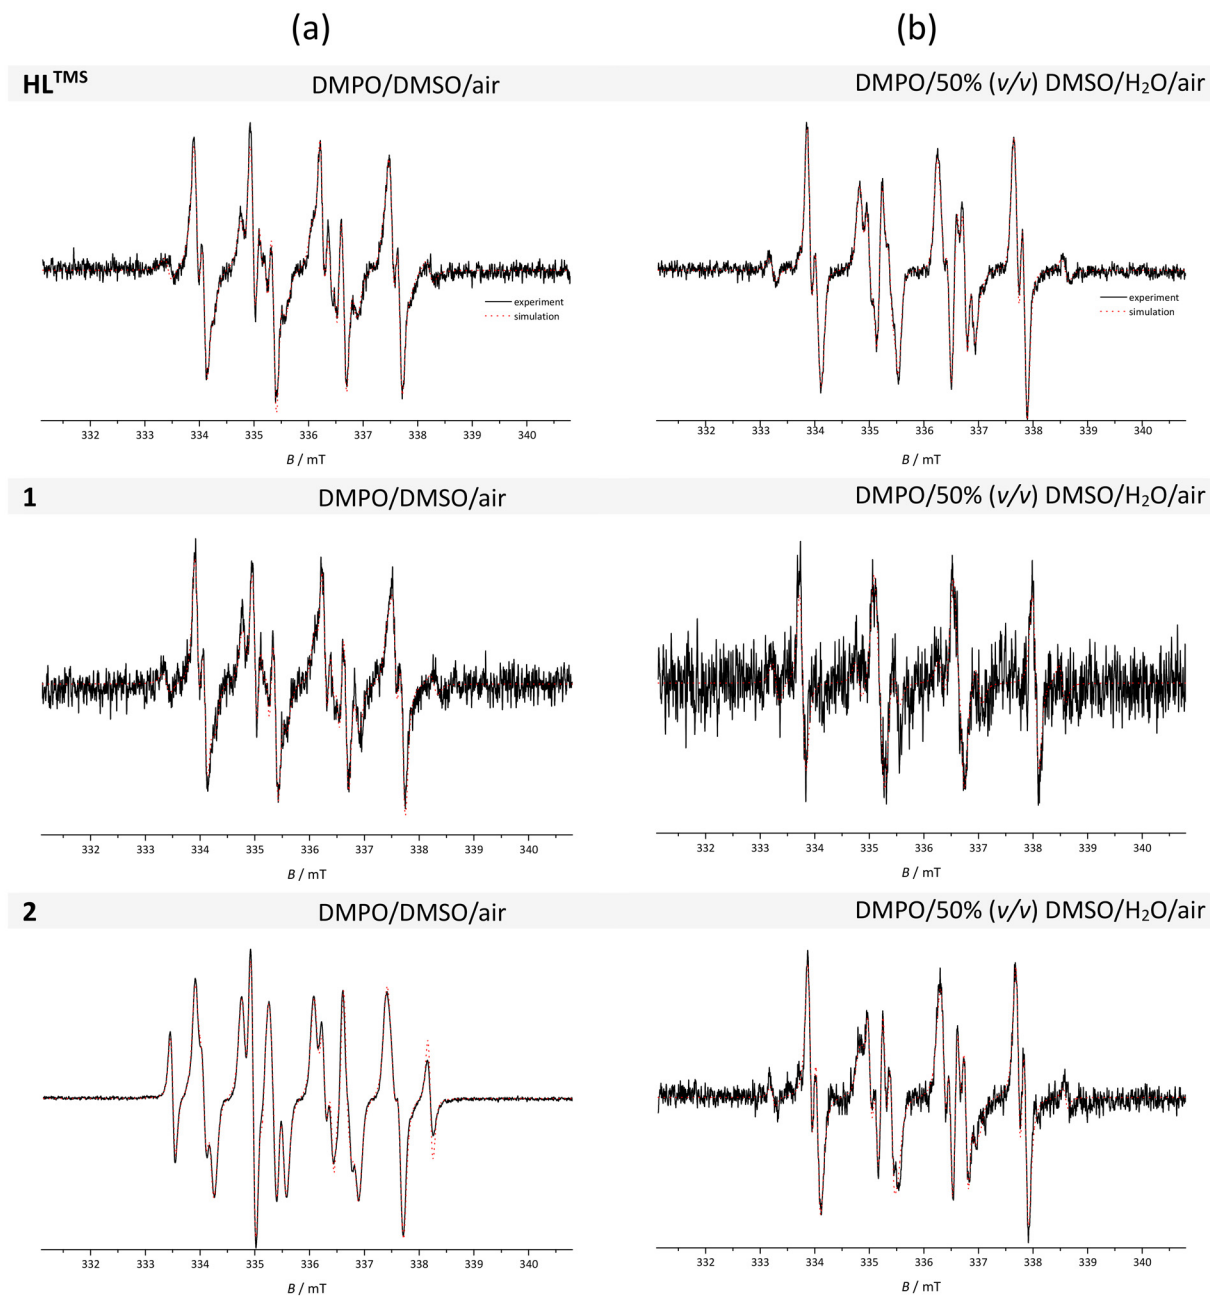 (a) (b)
HL^TMS DMPO/DMSO/air DMPO/50% (v/v) DMSO/H₂O/air
experiment
simulation
experiment
simulation
332 333 334 335 336 337 338 339 340
B / mT
332 333 334 335 336 337 338 339 340
B / mT
1 DMPO/DMSO/air DMPO/50% (v/v) DMSO/H₂O/air
332 333 334 335 336 337 338 339 340
B / mT
332 333 334 335 336 337 338 339 340
B / mT
2 DMPO/DMSO/air DMPO/50% (v/v) DMSO/H₂O/air
332 333 334 335 336 337 338 339 340
B / mT
332 333 334 335 336 337 338 339 340
B / mT